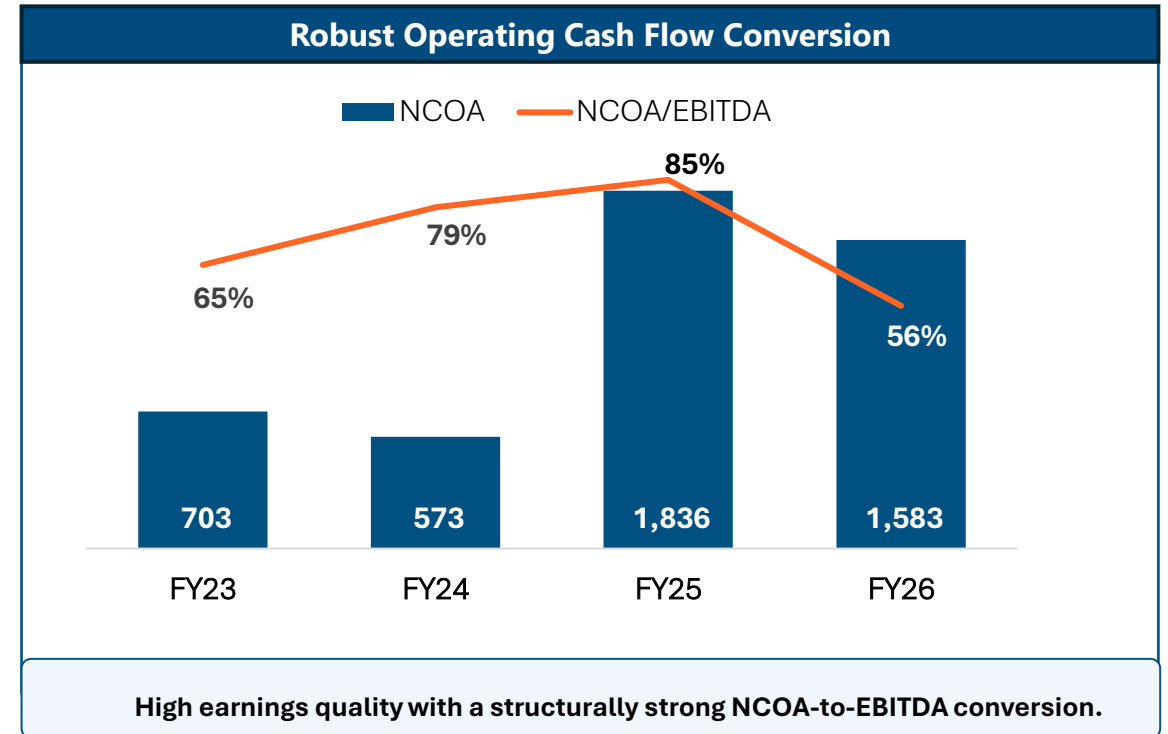 Robust Operating Cash Flow Conversion
NCOA NCOA/EBITDA
85%
79%
65%
56%
703 573 1,836 1,583
FY23 FY24 FY25 FY26
High earnings quality with a structurally strong NCOA-to-EBITDA conversion.